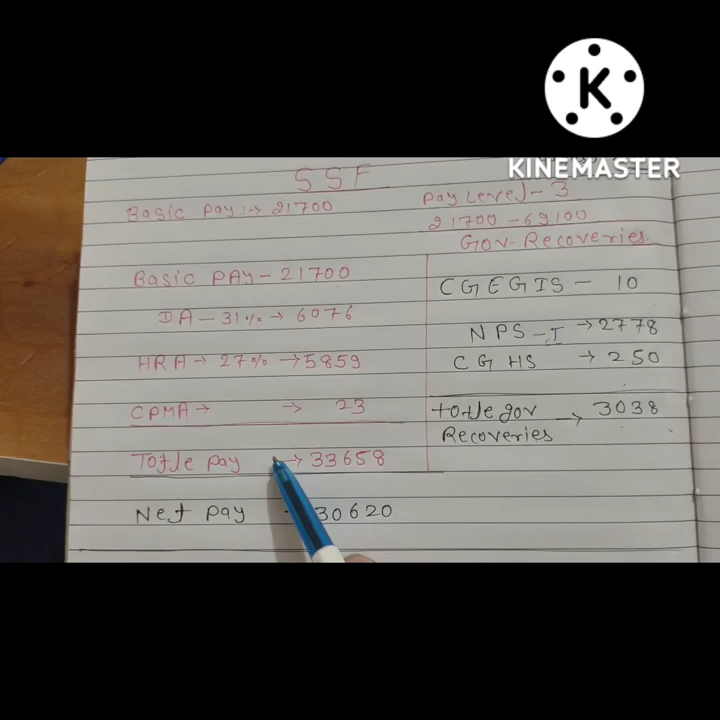 K
KINEMASTER
SSF
Basic pay:→ 21700
Pay Level - 3
21700 - 69100
Gov. Recoveries.
Basic PAY - 21700
DA - 31% → 6076
HRA → 27% → 5859
CPMA → → 23
Totle pay → 33658
Net pay 30620
CGEGIS - 10
NPS - I → 2778
CG HS → 250
totle gov → 3038
Recoveries